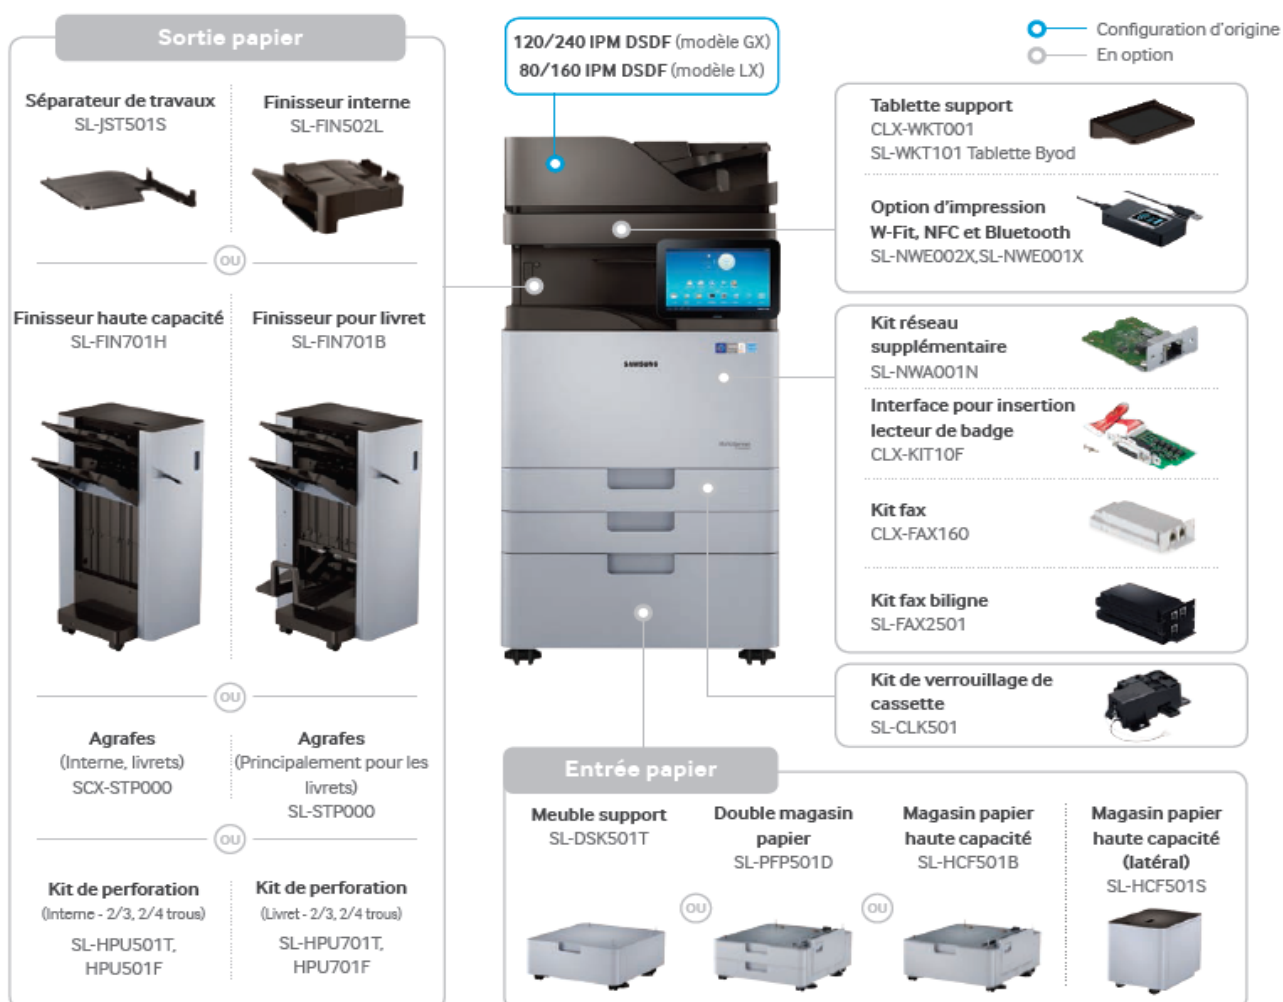 Sortie papier
Séparateur de travaux
SL-JST501S
Finisseur interne
SL-FIN502L
OU
Finisseur haute capacité
SL-FIN701H
Finisseur pour livret
SL-FIN701B
OU
Agrafes
(Interne, livrets)
SCX-STP000
Agrafes
(Principalement pour les
livrets)
SL-STP000
OU
Kit de perforation
(Interne - 2/3, 2/4 trous)
SL-HPU501T,
HPU501F
Kit de perforation
(Livret - 2/3, 2/4 trous)
SL-HPU701T,
HPU701F
120/240 IPM DSDF (modèle GX)
80/160 IPM DSDF (modèle LX)
SAMSUNG
Configuration d'origine
En option
Tablette support
CLX-WKT001
SL-WKT101 Tablette Byod
Option d'impression
W-Fit, NFC et Bluetooth
SL-NWE002X,SL-NWE001X
Kit réseau
supplémentaire
SL-NWA001N
Interface pour insertion
lecteur de badge
CLX-KIT10F
Kit fax
CLX-FAX160
Kit fax biligne
SL-FAX2501
Kit de verrouillage de
cassette
SL-CLK501
Entrée papier
Meuble support
SL-DSK501T
OU
Double magasin
papier
SL-PFP501D
OU
Magasin papier
haute capacité
SL-HCF501B
Magasin papier
haute capacité
(latéral)
SL-HCF501S